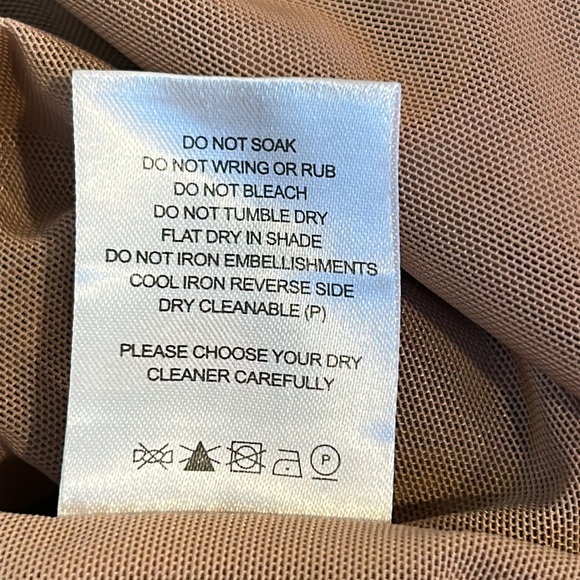 DO NOT SOAK
DO NOT WRING OR RUB
DO NOT BLEACH
DO NOT TUMBLE DRY
FLAT DRY IN SHADE
DO NOT IRON EMBELLISHMENTS
COOL IRON REVERSE SIDE
DRY CLEANABLE (P)
PLEASE CHOOSE YOUR DRY
CLEANER CAREFULLY
P